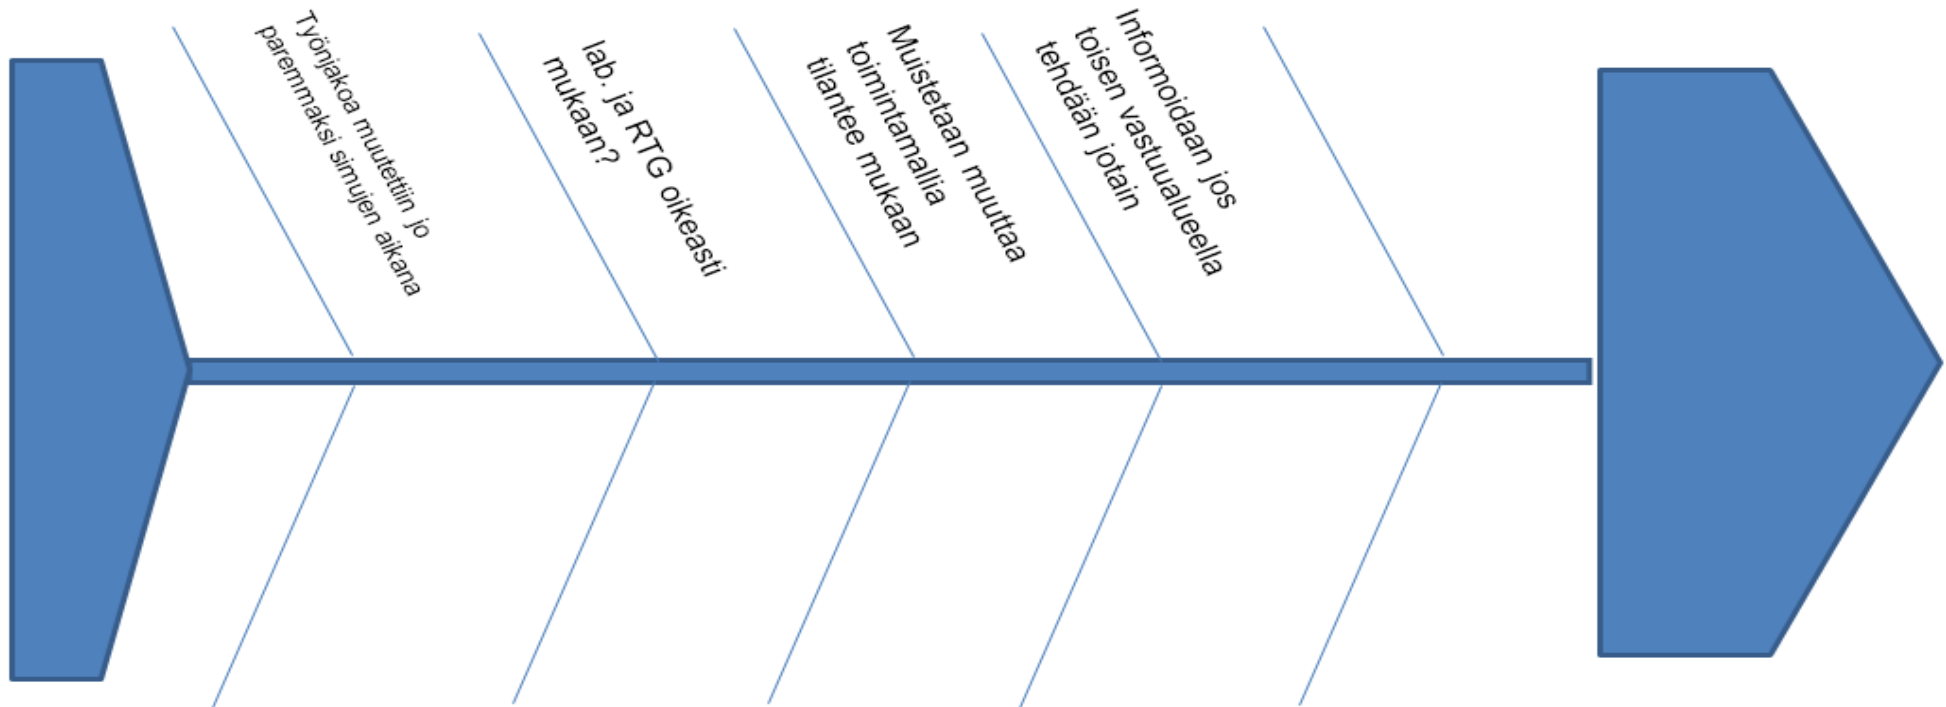 Työnjakoa muutettiin jo
paremmaksi simujen aikana
lab. ja RTG oikeasti
mukaan?
Muistetaan muuttaa
toimintamallia
tilantee mukaan
Informoidaan jos
toisen vastuualueella
tehdään jotain